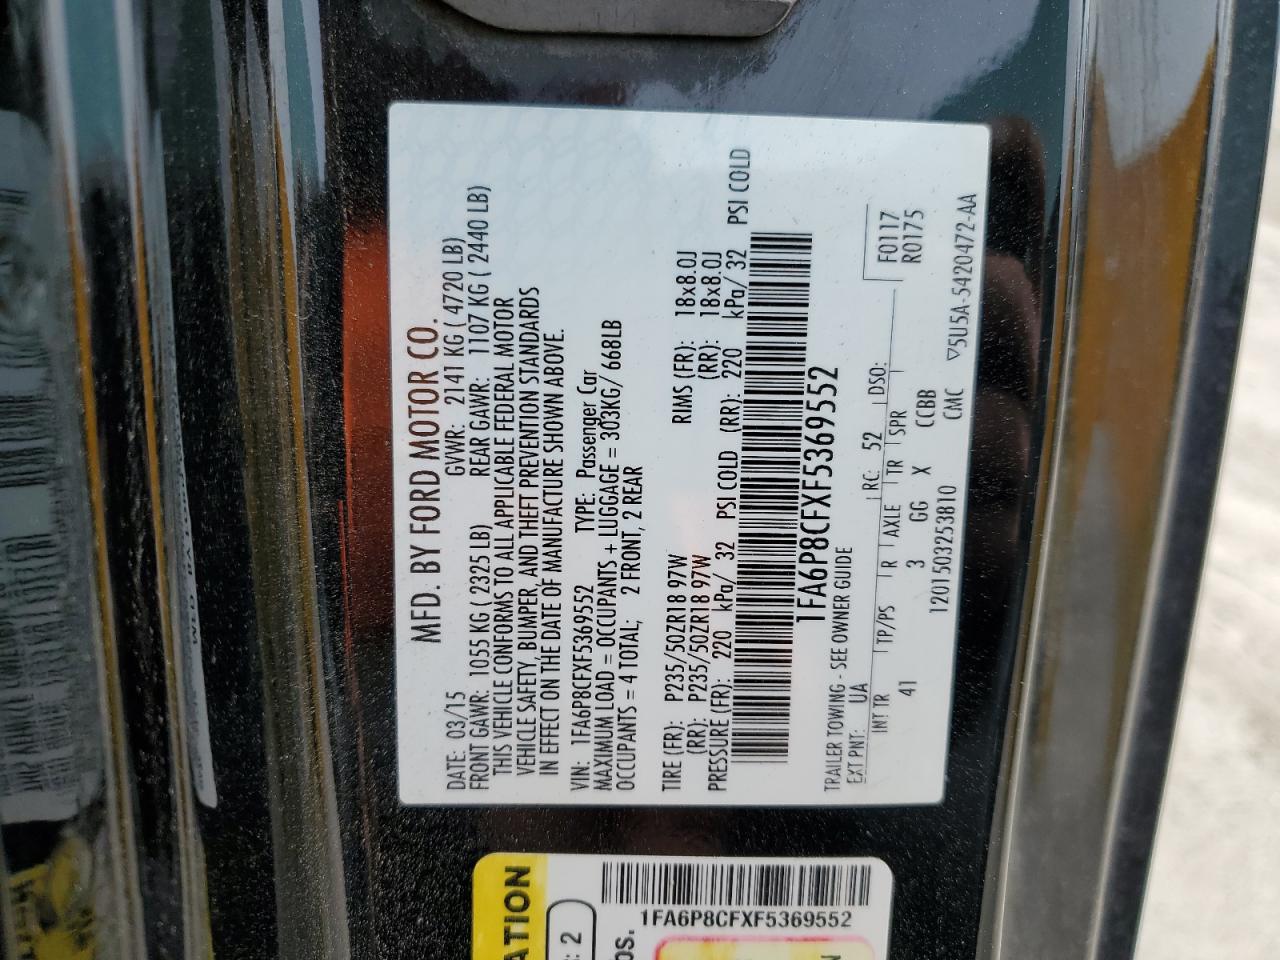 MFD. BY FORD MOTOR CO.
DATE: 03/15 GVWR: 2141 KG ( 4720 LB)
FRONT GAWR: 1055 KG ( 2325 LB) REAR GAWR: 1107 KG ( 2440 LB)
THIS VEHICLE CONFORMS TO ALL APPLICABLE FEDERAL MOTOR
VEHICLE SAFETY, BUMPER, AND THEFT PREVENTION STANDARDS
IN EFFECT ON THE DATE OF MANUFACTURE SHOWN ABOVE.
VIN: 1FA6P8CFXF5369552 TYPE: Passenger Car
MAXIMUM LOAD = OCCUPANTS + LUGGAGE = 303KG/ 668LB
OCCUPANTS = 4 TOTAL; 2 FRONT, 2 REAR
TIRE (FR): P235/50ZR18 97W RIMS (FR): 18x8.0J
(RR): P235/50ZR18 97W (RR): 18x8.0J
PRESSURE (FR): 220 kPa/ 32 PSI COLD (RR): 220 kPa/ 32 PSI COLD
1FA6P8CFXF5369552
TRAILER TOWING - SEE OWNER GUIDE
EXT PNT: UA RC: 52 DSO: F0117
R0175
INT TR TP/PS R AXLE TR SPR
41 3 GG X CCBB
1201503253810 CMC ▽5U5A-5420472-AA
ATION
: 2
OS.
1FA6P8CFXF5369552